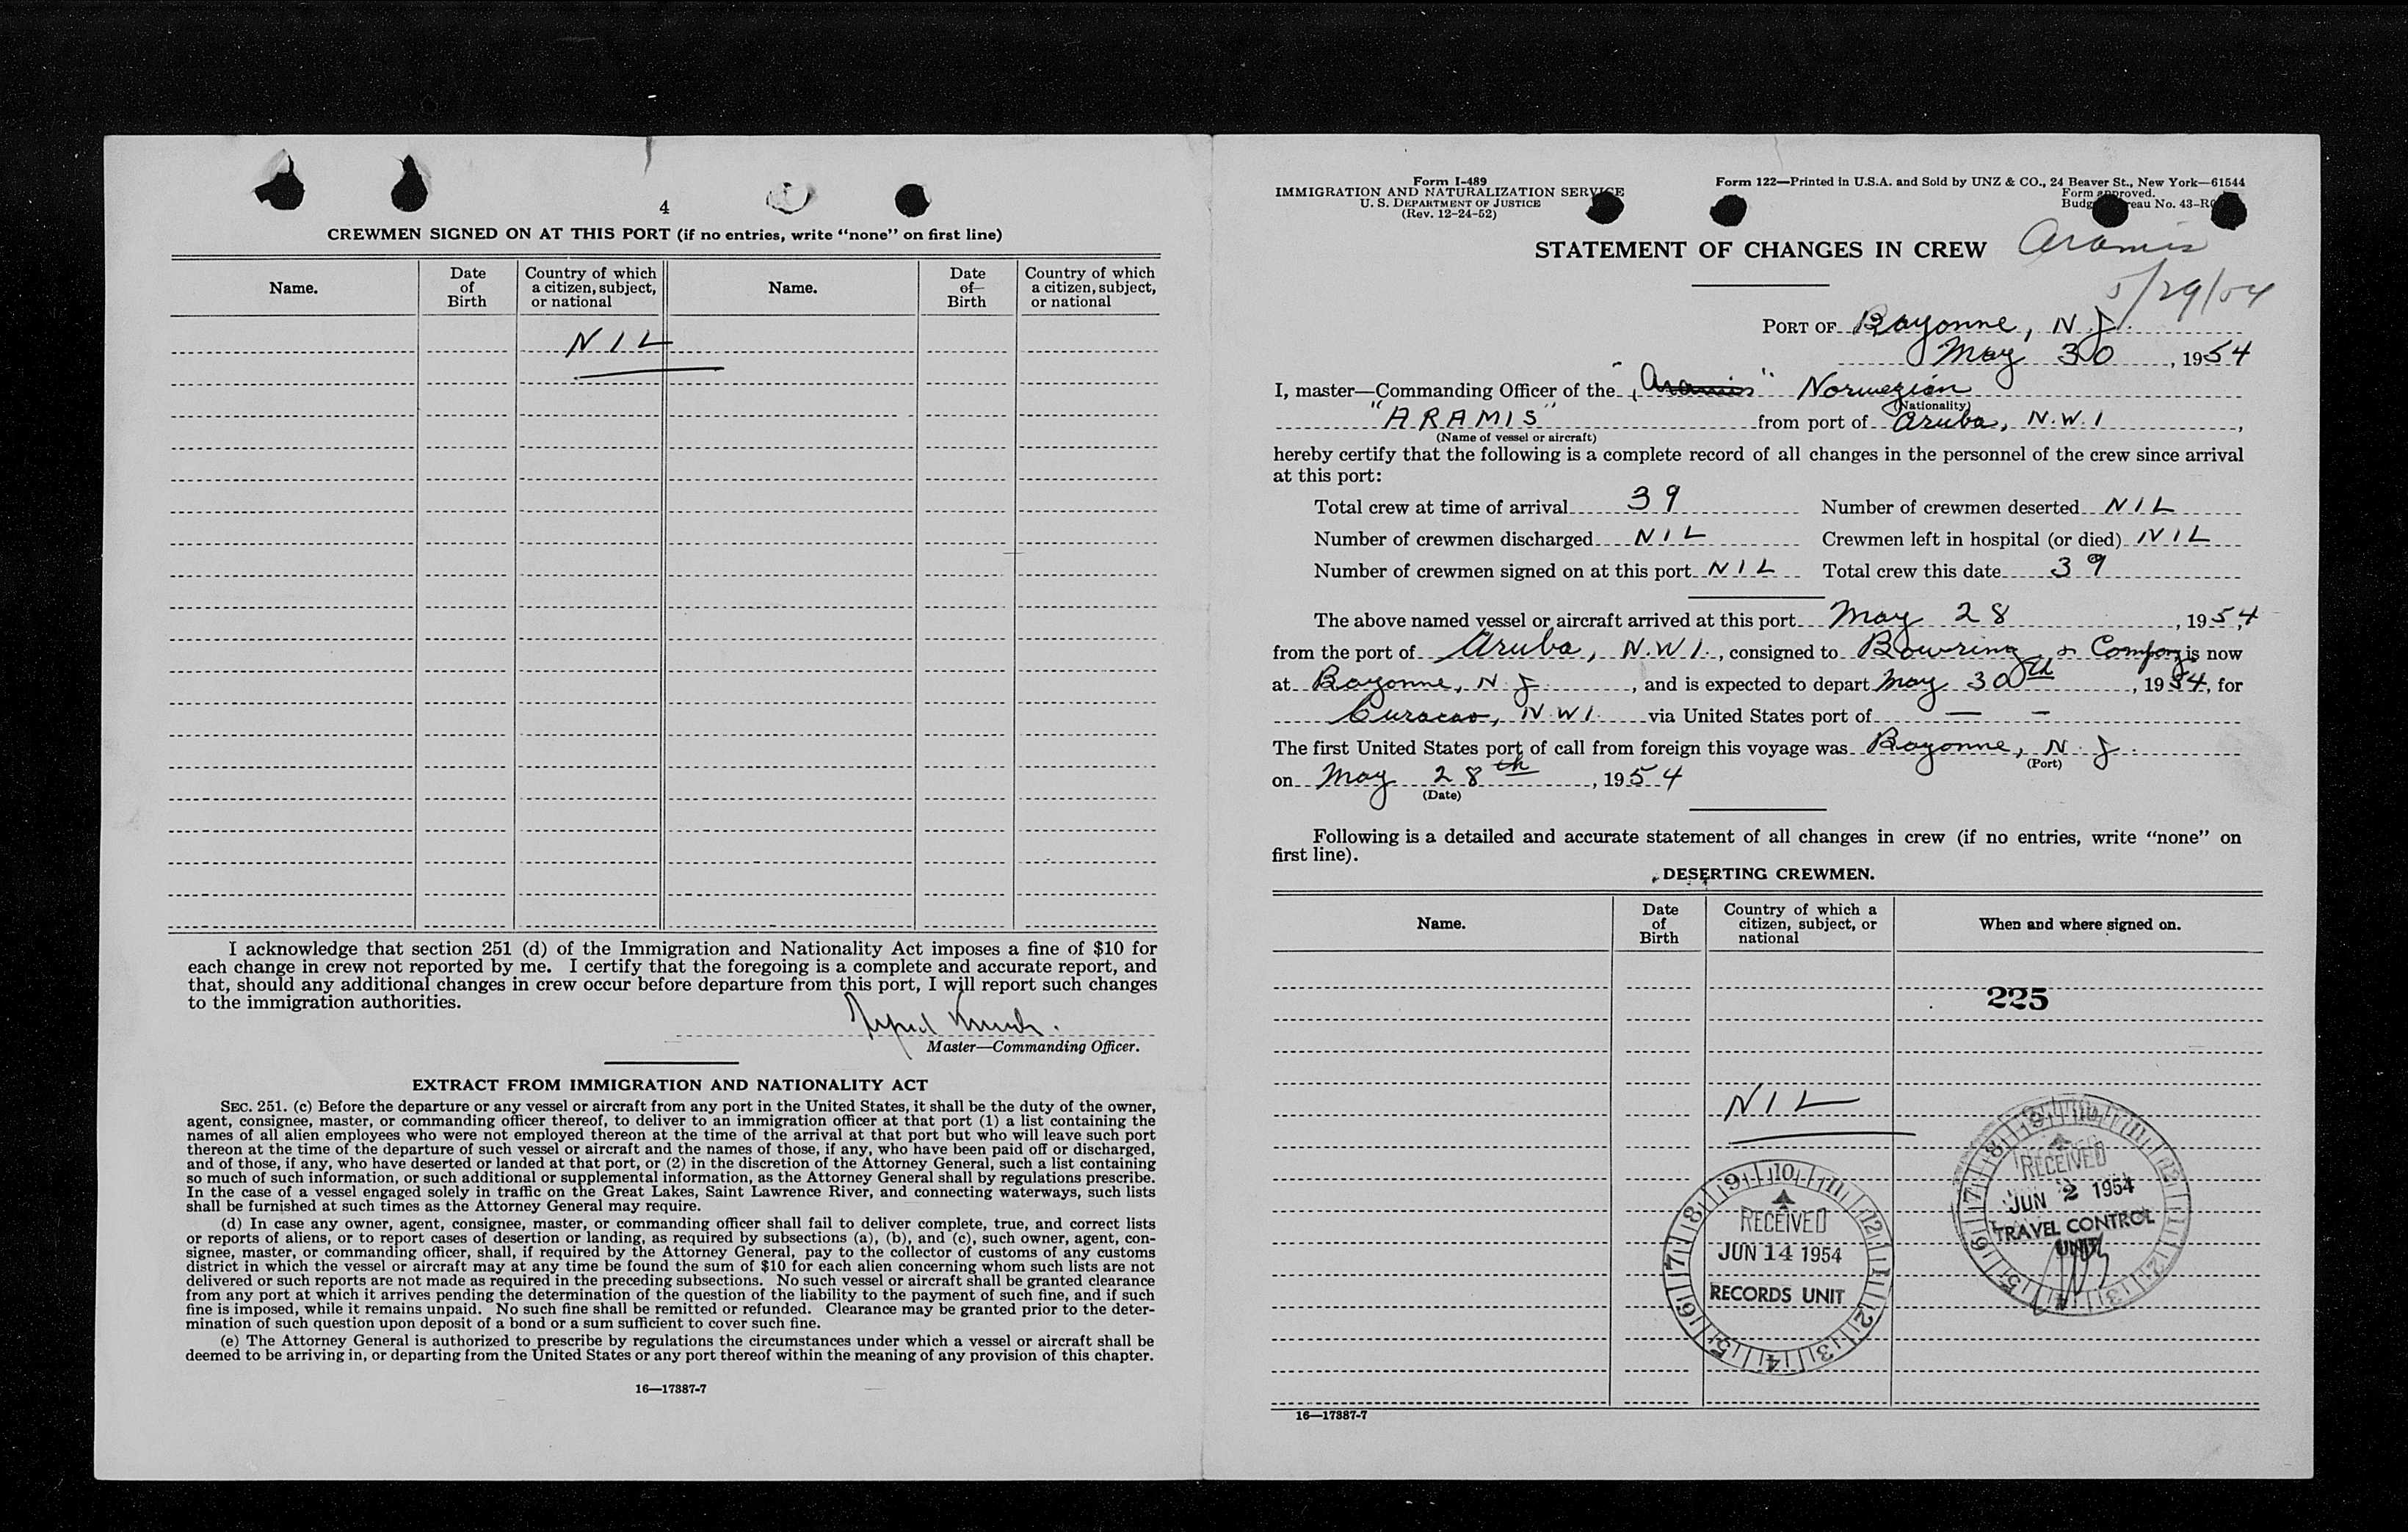 4
CREWMEN SIGNED ON AT THIS PORT (if no entries, write “none” on first line)
Name.
Date of Birth
Country of which a citizen, subject, or national
Name.
Date of Birth
Country of which a citizen, subject, or national
NIL
I acknowledge that section 251 (d) of the Immigration and Nationality Act imposes a fine of $10 for
each change in crew not reported by me. I certify that the foregoing is a complete and accurate report, and
that, should any additional changes in crew occur before departure from this port, I will report such changes
to the immigration authorities.
Master—Commanding Officer.
EXTRACT FROM IMMIGRATION AND NATIONALITY ACT
SEC. 251. (c) Before the departure or any vessel or aircraft from any port in the United States, it shall be the duty of the owner,
agent, consignee, master, or commanding officer thereof, to deliver to an immigration officer at that port (1) a list containing the
names of all alien employees who were not employed thereon at the time of the arrival at that port but who will leave such port
thereon at the time of the departure of such vessel or aircraft and the names of those, if any, who have been paid off or discharged,
and of those, if any, who have deserted or landed at that port, or (2) in the discretion of the Attorney General, such a list containing
so much of such information, or such additional or supplemental information, as the Attorney General shall by regulations prescribe.
In the case of a vessel engaged solely in traffic on the Great Lakes, Saint Lawrence River, and connecting waterways, such lists
shall be furnished at such times as the Attorney General may require.
(d) In case any owner, agent, consignee, master, or commanding officer shall fail to deliver complete, true, and correct lists
or reports of aliens, or to report cases of desertion or landing, as required by subsections (a), (b), and (c), such owner, agent, con-
signee, master, or commanding officer, shall, if required by the Attorney General, pay to the collector of customs of any customs
district in which the vessel or aircraft may at any time be found the sum of $10 for each alien concerning whom such lists are not
delivered or such reports are not made as required in the preceding subsections. No such vessel or aircraft shall be granted clearance
from any port at which it arrives pending the determination of the question of the liability to the payment of such fine, and if such
fine is imposed, while it remains unpaid. No such fine shall be remitted or refunded. Clearance may be granted prior to the deter-
mination of such question upon deposit of a bond or a sum sufficient to cover such fine.
(e) The Attorney General is authorized to prescribe by regulations the circumstances under which a vessel or aircraft shall be
deemed to be arriving in, or departing from the United States or any port thereof within the meaning of any provision of this chapter.
16—17887-7
Form I-489
IMMIGRATION AND NATURALIZATION SERVICE
U. S. DEPARTMENT OF JUSTICE
(Rev. 12-24-52)
Form 122—Printed in U.S.A. and Sold by UNZ & CO., 24 Beaver St., New York—61544
Form approved.
No. 43-R
STATEMENT OF CHANGES IN CREW
Aramis
5/29/54
PORT OF Bayonne, N.J.
May 30, 1954
I, master—Commanding Officer of the "Aramis" Norwegian
(Nationality)
"ARAMIS" from port of Aruba, N.W.I,
(Name of vessel or aircraft)
hereby certify that the following is a complete record of all changes in the personnel of the crew since arrival
at this port:
Total crew at time of arrival 39 Number of crewmen deserted NIL
Number of crewmen discharged NIL Crewmen left in hospital (or died) NIL
Number of crewmen signed on at this port NIL Total crew this date 39
The above named vessel or aircraft arrived at this port May 28, 1954
from the port of Aruba, N.W.I., consigned to Bowring & Company is now
at Bayonne, N.J., and is expected to depart May 30th, 1954, for
Curacao, N.W.I. via United States port of — —
The first United States port of call from foreign this voyage was Bayonne, N.J.
(Port)
on May 28th, 1954
(Date)
Following is a detailed and accurate statement of all changes in crew (if no entries, write “none” on
first line).
DESERTING CREWMEN.
Name.
Date of Birth
Country of which a citizen, subject, or national
When and where signed on.
225
NIL
RECEIVED
JUN 14 1954
RECORDS UNIT
RECEIVED
JUN 2 1954
TRAVEL CONTROL
UNIT
16—17887-7